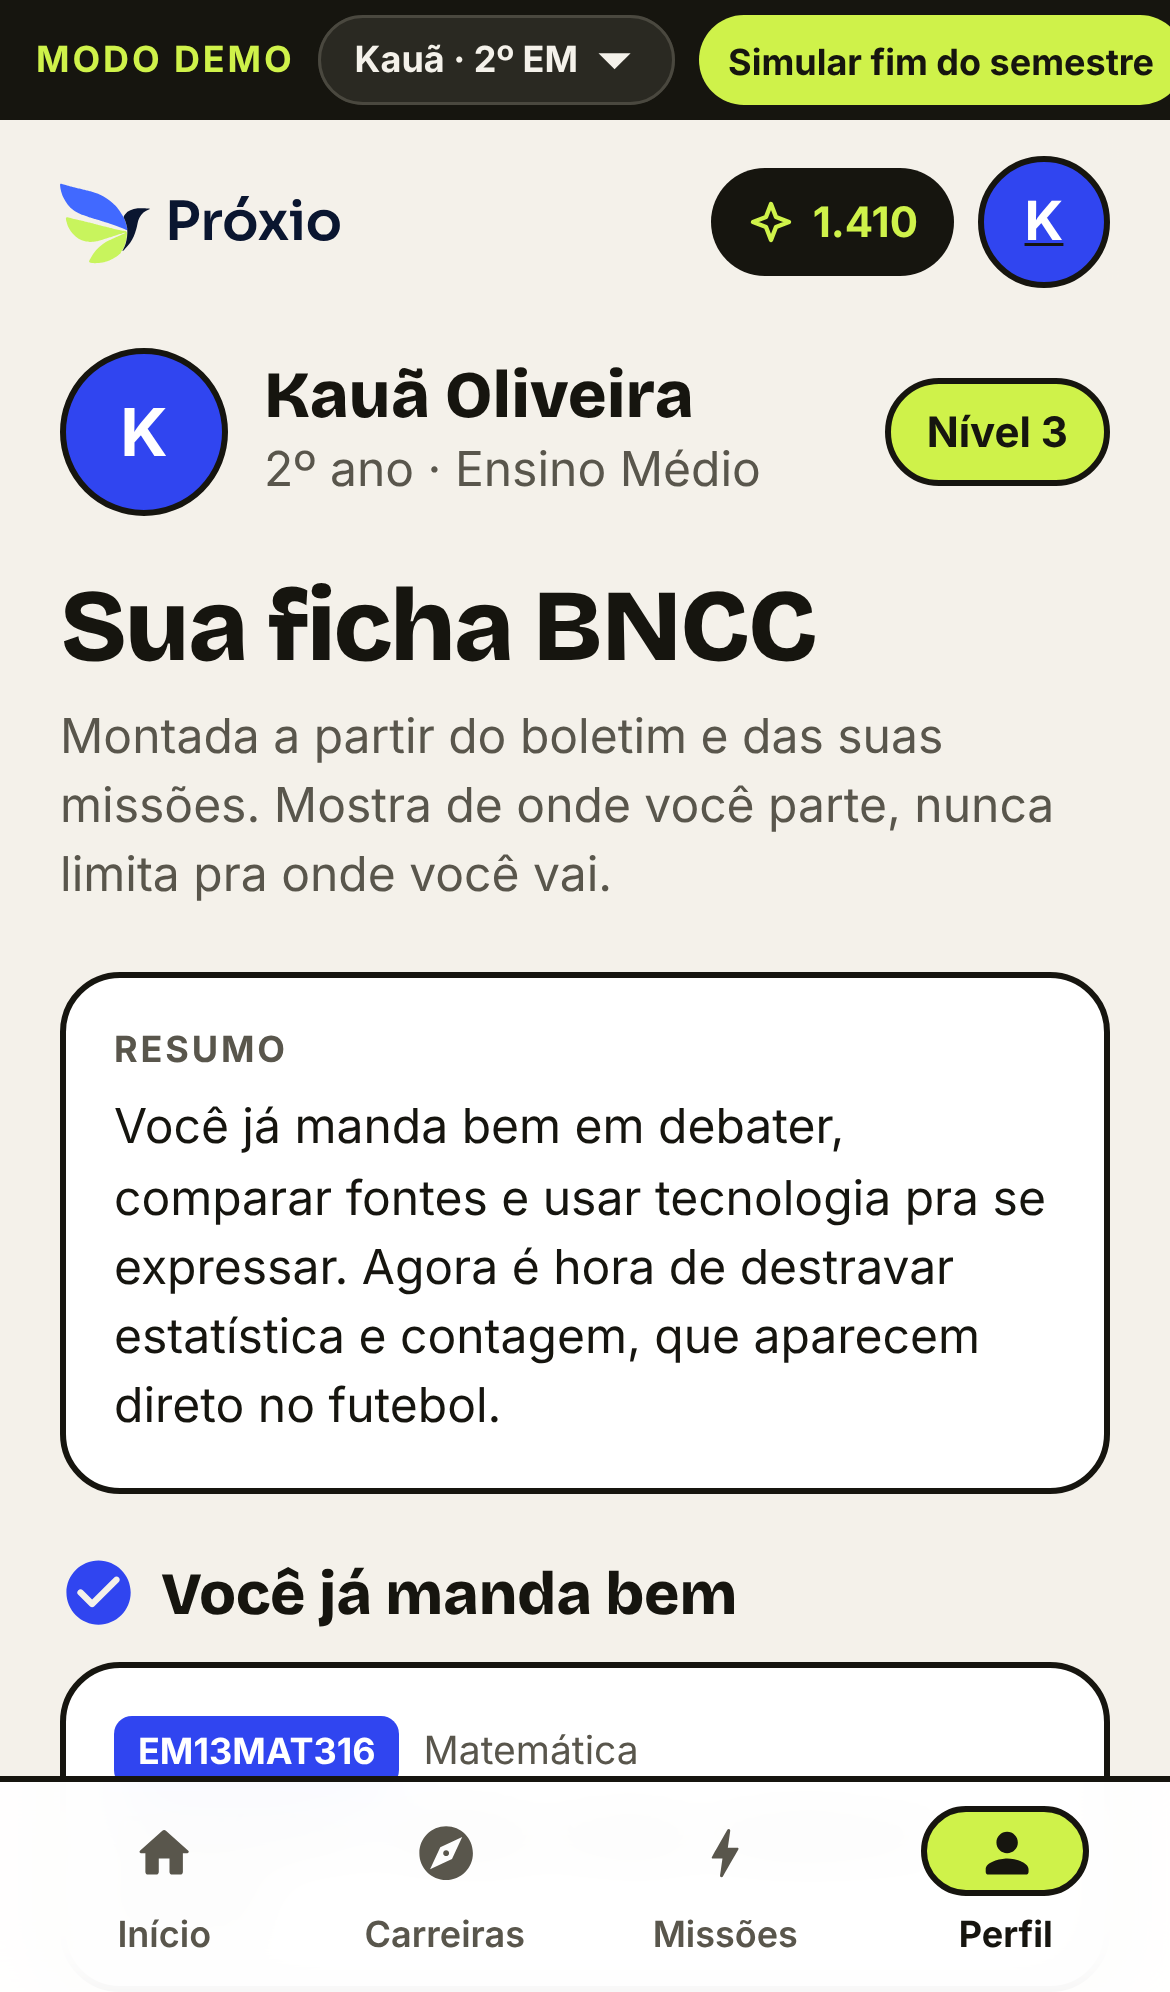 MODO DEMO
Kauã · 2º EM
Simular fim do semestre
Próxio
1.410
K
K
Kauã Oliveira
2º ano · Ensino Médio
Nível 3
Sua ficha BNCC
Montada a partir do boletim e das suas
missões. Mostra de onde você parte, nunca
limita pra onde você vai.
RESUMO
Você já manda bem em debater,
comparar fontes e usar tecnologia pra se
expressar. Agora é hora de destravar
estatística e contagem, que aparecem
direto no futebol.
Você já manda bem
EM13MAT316
Matemática
Início
Carreiras
Missões
Perfil